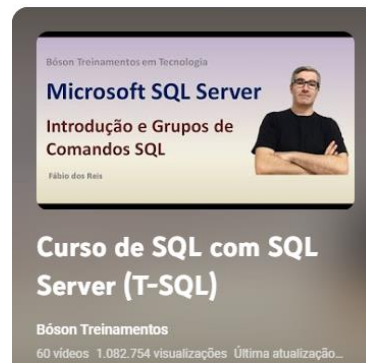 Bóson Treinamentos em Tecnologia
Microsoft SQL Server
Introdução e Grupos de
Comandos SQL
Fábio dos Reis
Curso de SQL com SQL
Server (T-SQL)
Bóson Treinamentos
60 vídeos 1.082.754 visualizações Última atualização...